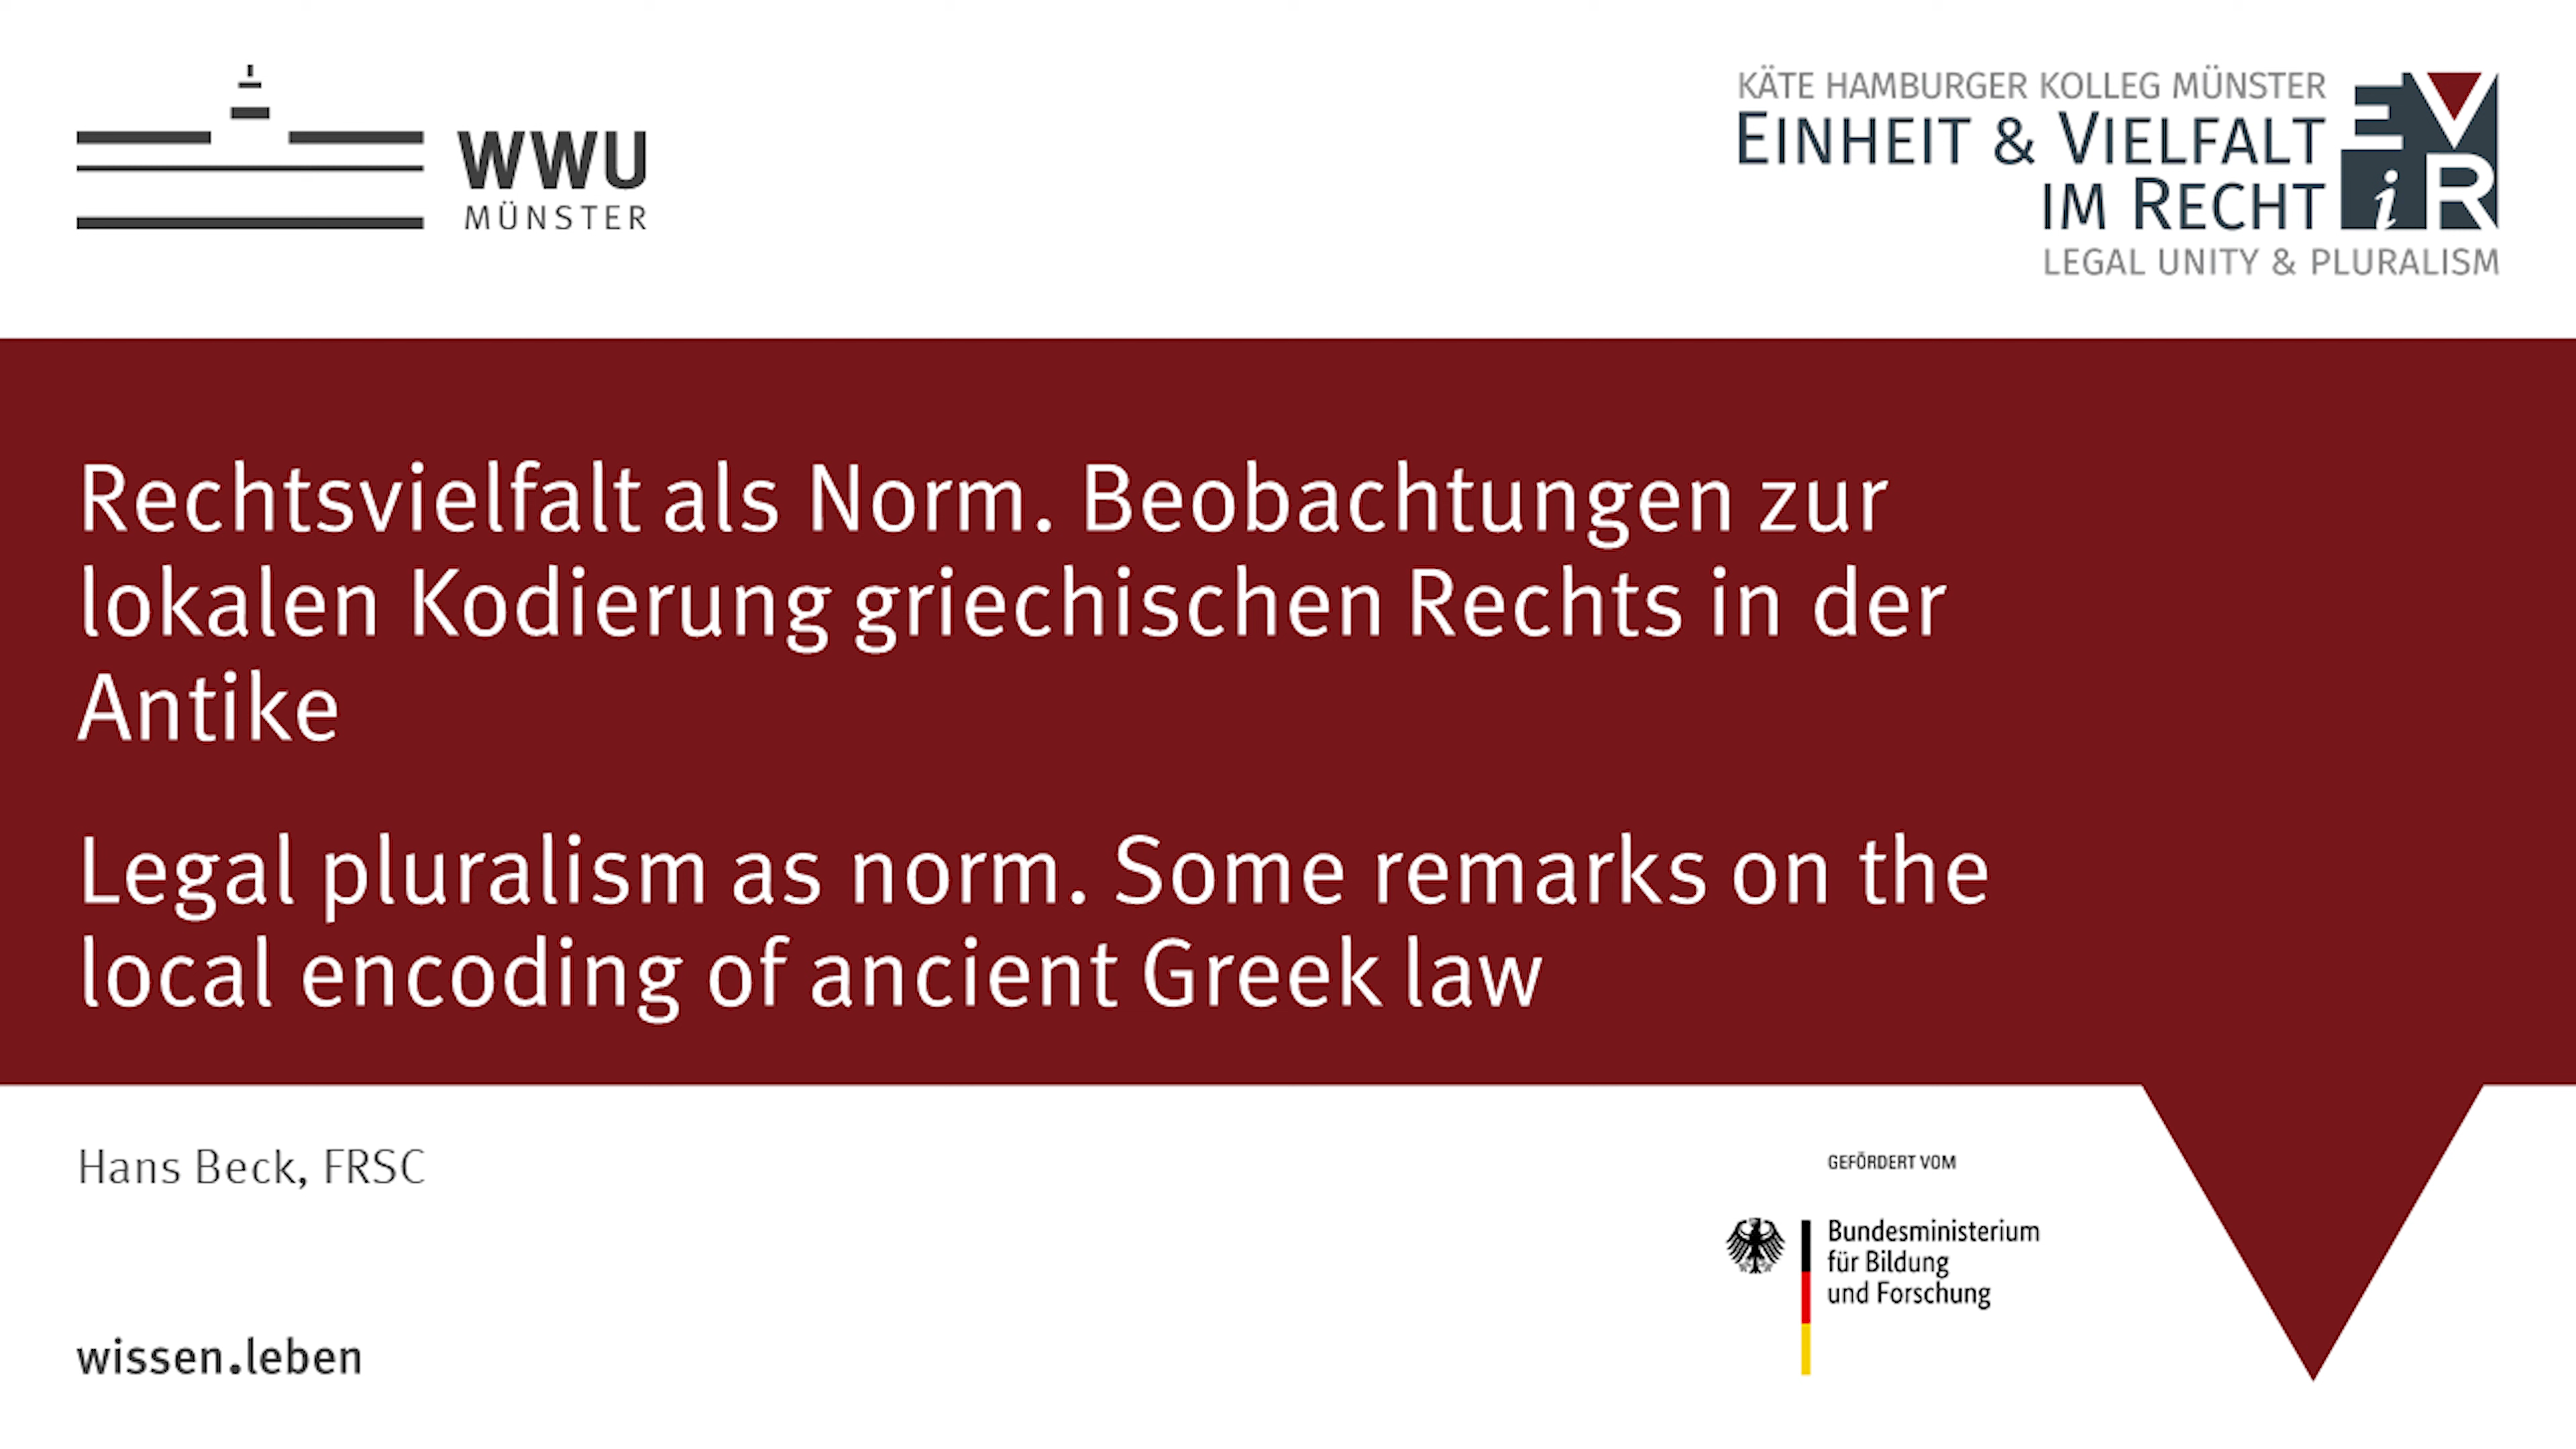 WWU
MÜNSTER
KÄTE HAMBURGER KOLLEG MÜNSTER
EINHEIT & VIELFALT
IM RECHT
LEGAL UNITY & PLURALISM
EViR
Rechtsvielfalt als Norm. Beobachtungen zur
lokalen Kodierung griechischen Rechts in der
Antike
Legal pluralism as norm. Some remarks on the
local encoding of ancient Greek law
Hans Beck, FRSC
wissen.leben
GEFÖRDERT VOM
Bundesministerium
für Bildung
und Forschung